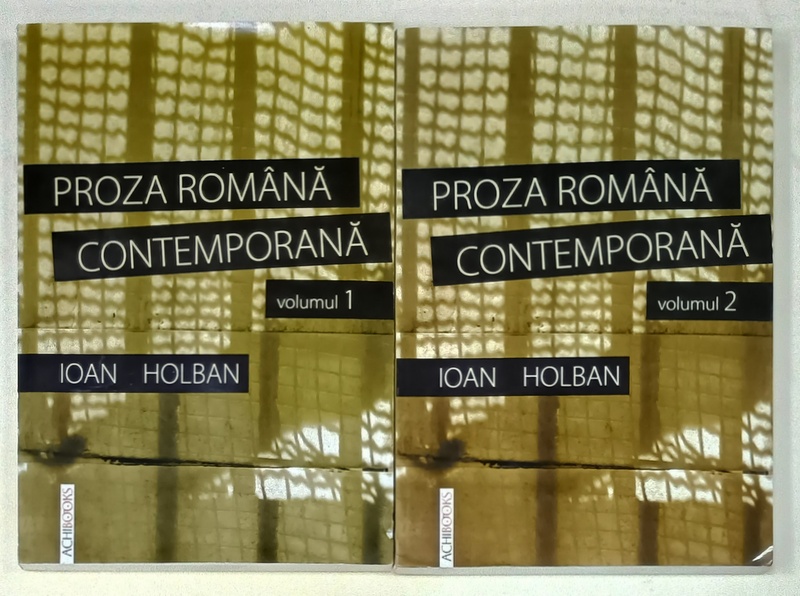 PROZA ROMÂNĂ
CONTEMPORANĂ
volumul 1
IOAN HOLBAN
ACHIBOOKS
PROZA ROMÂNĂ
CONTEMPORANĂ
volumul 2
IOAN HOLBAN
ACHIBOOKS